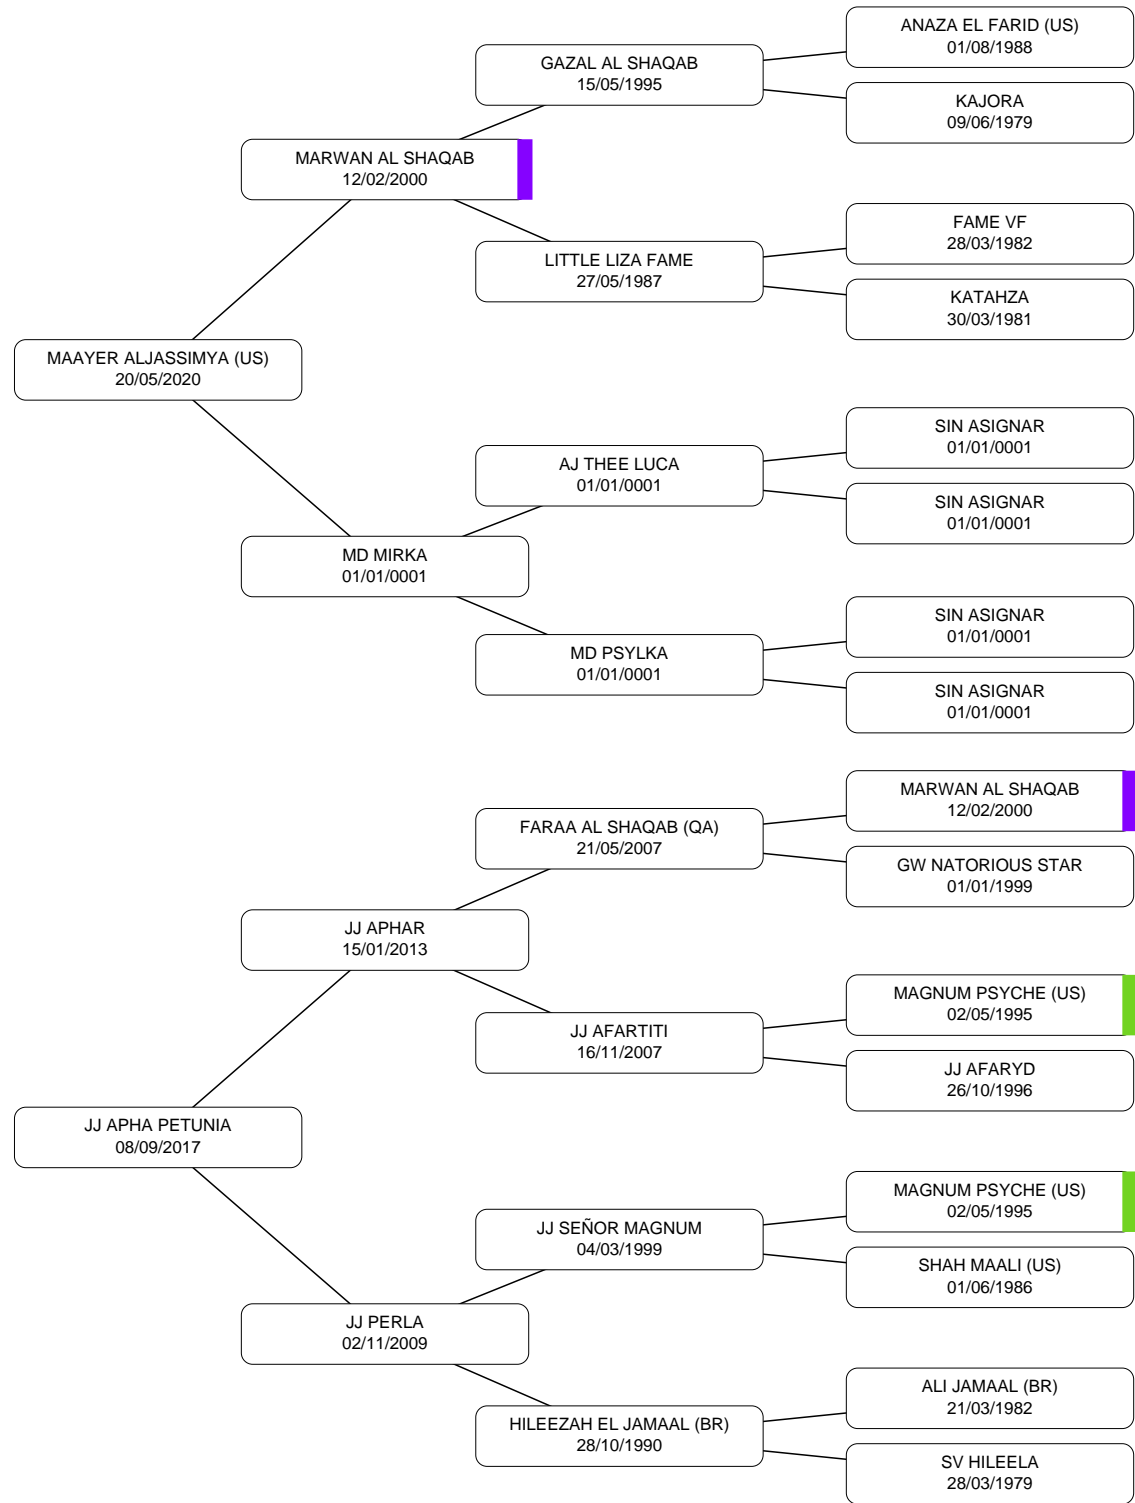 ANAZA EL FARID (US)
01/08/1988
GAZAL AL SHAQAB
15/05/1995
KAJORA
09/06/1979
MARWAN AL SHAQAB
12/02/2000
FAME VF
28/03/1982
LITTLE LIZA FAME
27/05/1987
KATAHZA
30/03/1981
MAAYER ALJASSIMYA (US)
20/05/2020
SIN ASIGNAR
01/01/0001
AJ THEE LUCA
01/01/0001
SIN ASIGNAR
01/01/0001
MD MIRKA
01/01/0001
SIN ASIGNAR
01/01/0001
MD PSYLKA
01/01/0001
SIN ASIGNAR
01/01/0001
MARWAN AL SHAQAB
12/02/2000
FARAA AL SHAQAB (QA)
21/05/2007
GW NATORIOUS STAR
01/01/1999
JJ APHAR
15/01/2013
MAGNUM PSYCHE (US)
02/05/1995
JJ AFARTITI
16/11/2007
JJ AFARYD
26/10/1996
JJ APHA PETUNIA
08/09/2017
MAGNUM PSYCHE (US)
02/05/1995
JJ SEÑOR MAGNUM
04/03/1999
SHAH MAALI (US)
01/06/1986
JJ PERLA
02/11/2009
ALI JAMAAL (BR)
21/03/1982
HILEEZAH EL JAMAAL (BR)
28/10/1990
SV HILEELA
28/03/1979